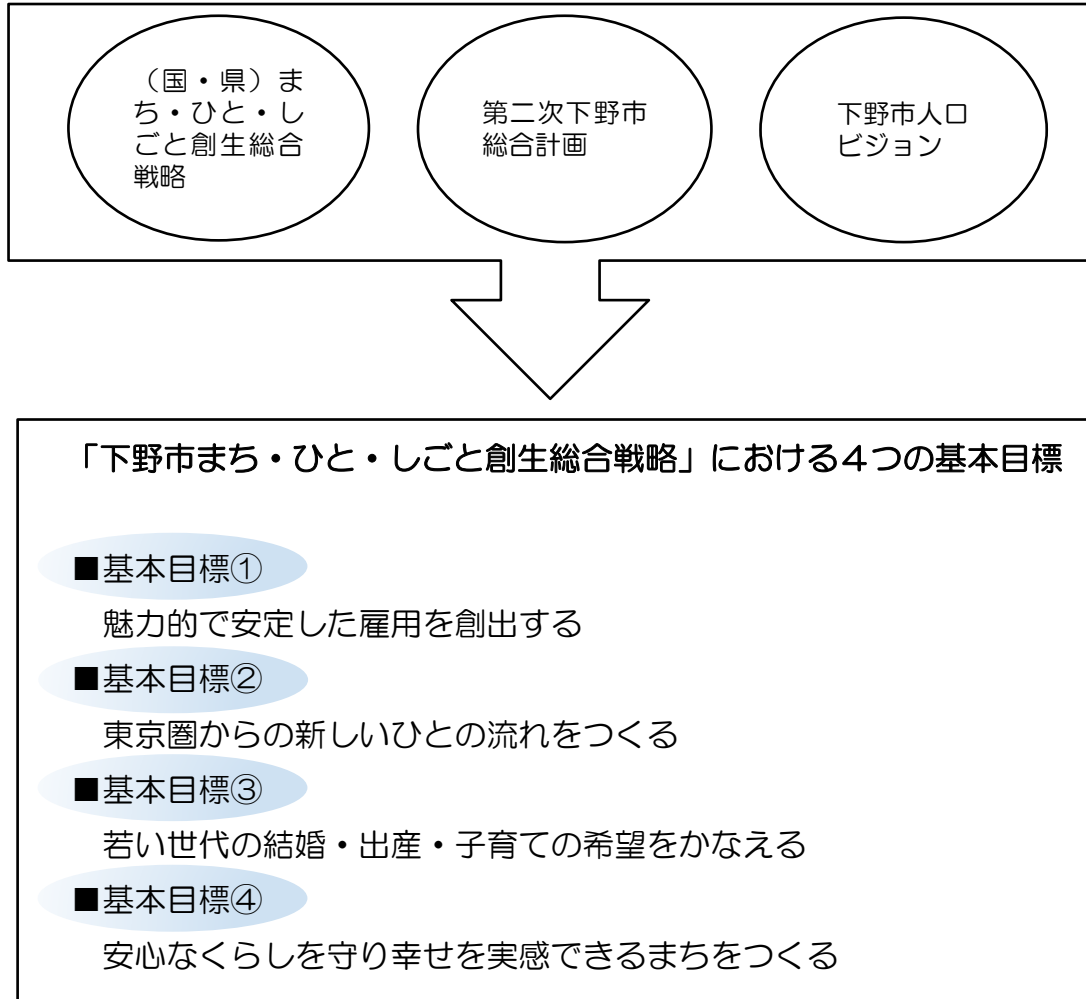 （国・県）ま
ち・ひと・し
ごと創生総合
戦略
第二次下野市
総合計画
下野市人口
ビジョン
「下野市まち・ひと・しごと創生総合戦略」における４つの基本目標
■基本目標①
魅力的で安定した雇用を創出する
■基本目標②
東京圏からの新しいひとの流れをつくる
■基本目標③
若い世代の結婚・出産・子育ての希望をかなえる
■基本目標④
安心なくらしを守り幸せを実感できるまちをつくる